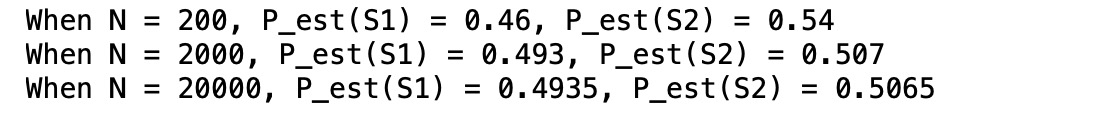 When N = 200, P_est(S1) = 0.46, P_est(S2) = 0.54
When N = 2000, P_est(S1) = 0.493, P_est(S2) = 0.507
When N = 20000, P_est(S1) = 0.4935, P_est(S2) = 0.5065